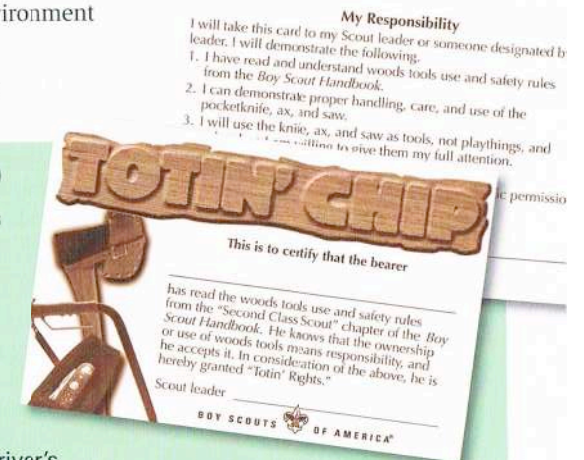 ironment
My Responsibility
I will take this card to my Scout leader or someone designated b
leader. I will demonstrate the following.
1. I have read and understand woods tools use and safety rules
from the Boy Scout Handbook.
2. I can demonstrate proper handling, care, and use of the
pocketknife, ax, and saw.
3. I will use the knife, ax, and saw as tools, not playthings, and
willing to give them my full attention.
ic permissio
TOTIN' CHIP
This is to certify that the bearer
has read the woods tools use and safety rules
from the "Second Class Scout" chapter of the Boy
Scout Handbook. He knows that the ownership
or use of woods tools means responsibility, and
he accepts it. In consideration of the above, he is
hereby granted "Totin' Rights."
Scout leader
BOY SCOUTS OF AMERICA®
river's